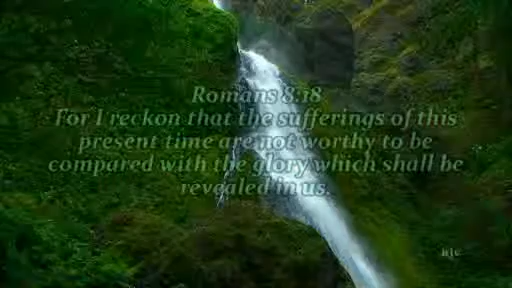 Romans 8:18
For I reckon that the sufferings of this
present time are not worthy to be
compared with the glory which shall be
revealed in us.
njc